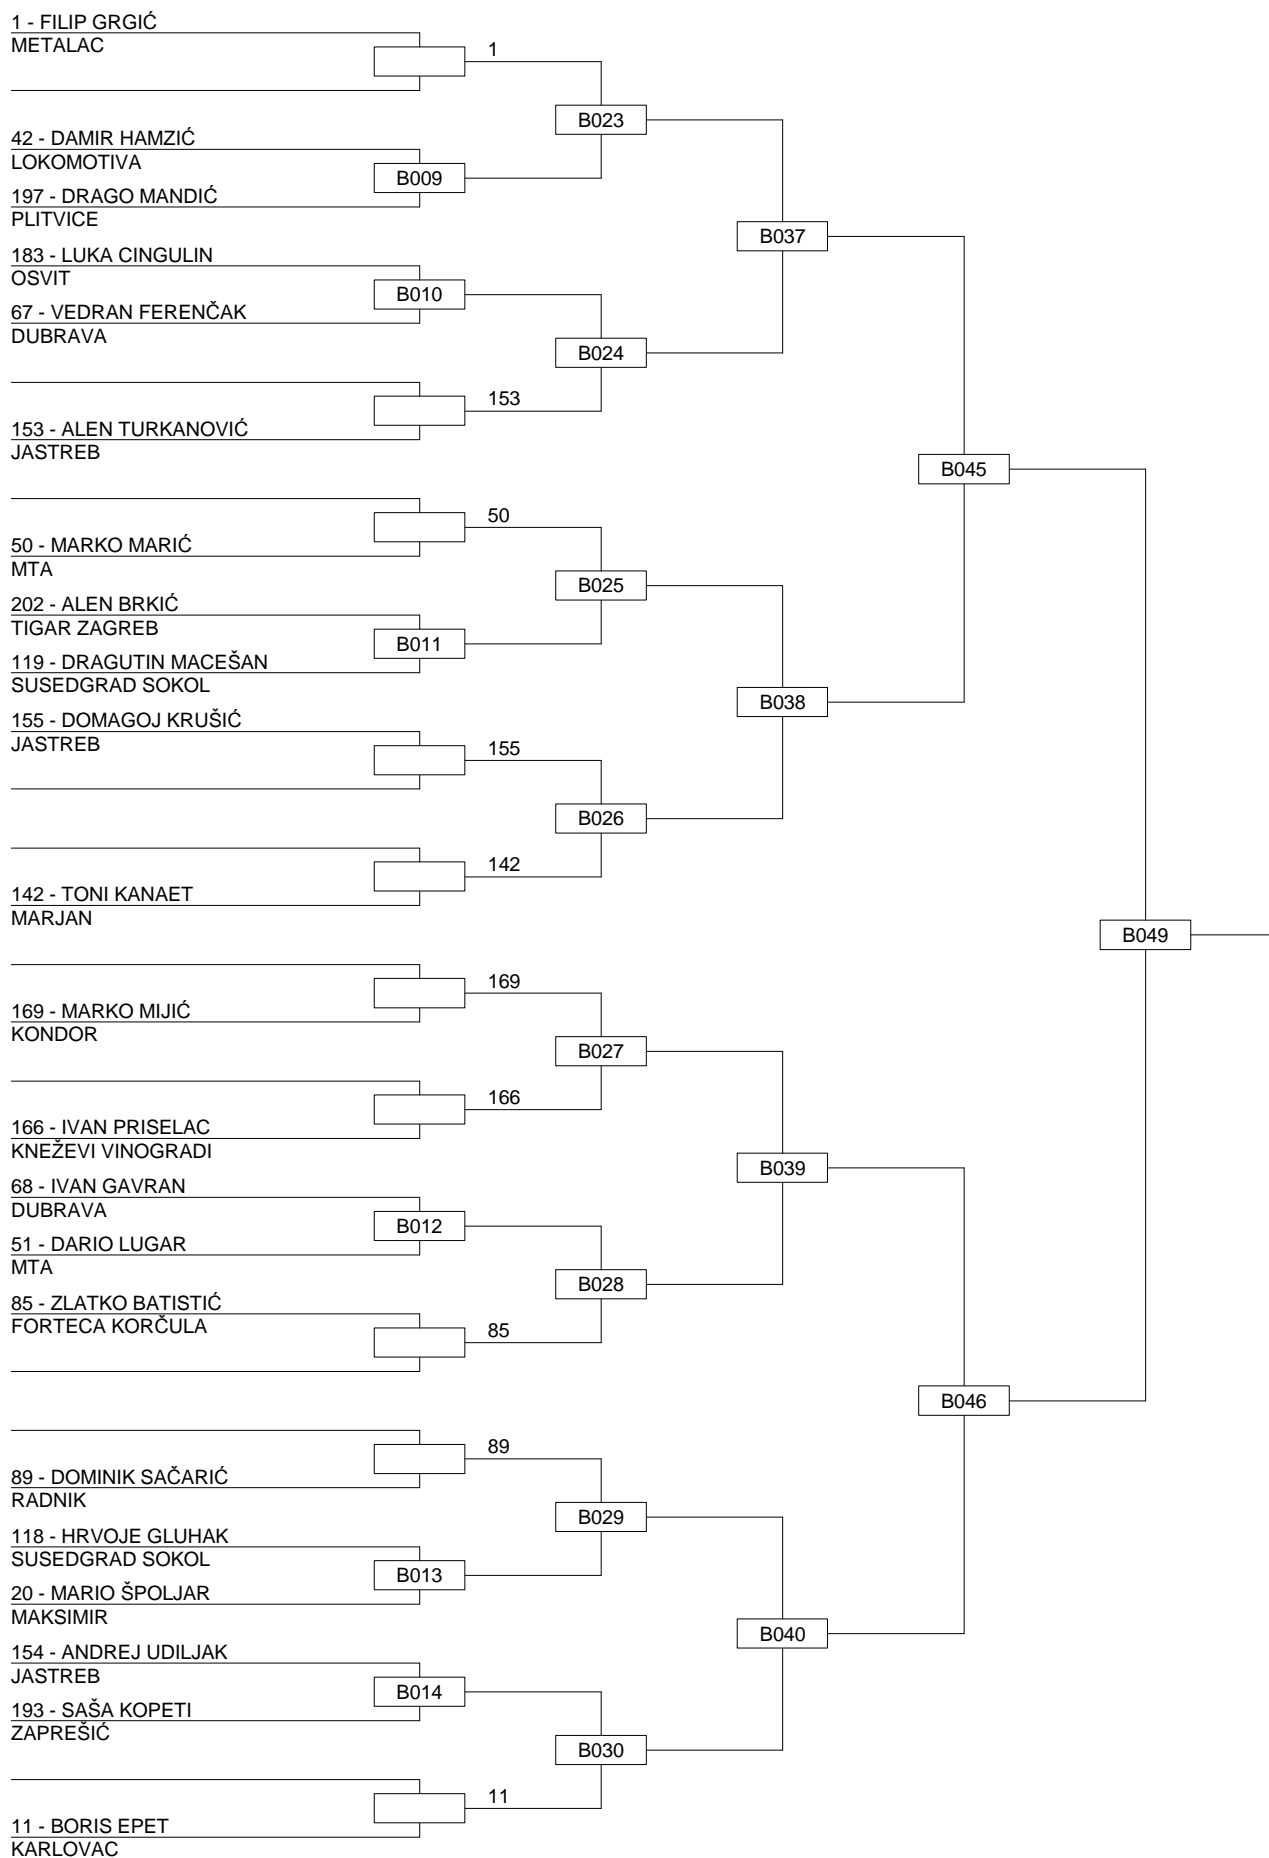 1 - FILIP GRGIĆ
METALAC
1
B023
42 - DAMIR HAMZIĆ
LOKOMOTIVA
B009
197 - DRAGO MANDIĆ
PLITVICE
B037
183 - LUKA CINGULIN
OSVIT
B010
67 - VEDRAN FERENČAK
DUBRAVA
B024
153
153 - ALEN TURKANOVIĆ
JASTREB
B045
50
50 - MARKO MARIĆ
MTA
B025
202 - ALEN BRKIĆ
TIGAR ZAGREB
B011
119 - DRAGUTIN MACEŠAN
SUSEDGRAD SOKOL
B038
155 - DOMAGOJ KRUŠIĆ
JASTREB
155
B026
142
142 - TONI KANAET
MARJAN
B049
169
169 - MARKO MIJIĆ
KONDOR
B027
166
166 - IVAN PRISELAC
KNEŽEVI VINOGRADI
B039
68 - IVAN GAVRAN
DUBRAVA
B012
51 - DARIO LUGAR
MTA
B028
85 - ZLATKO BATISTIĆ
FORTECA KORČULA
85
B046
89
89 - DOMINIK SAČARIĆ
RADNIK
B029
118 - HRVOJE GLUHAK
SUSEDGRAD SOKOL
B013
20 - MARIO ŠPOLJAR
MAKSIMIR
B040
154 - ANDREJ UDILJAK
JASTREB
B014
193 - SAŠA KOPETI
ZAPREŠIĆ
B030
11
11 - BORIS EPET
KARLOVAC